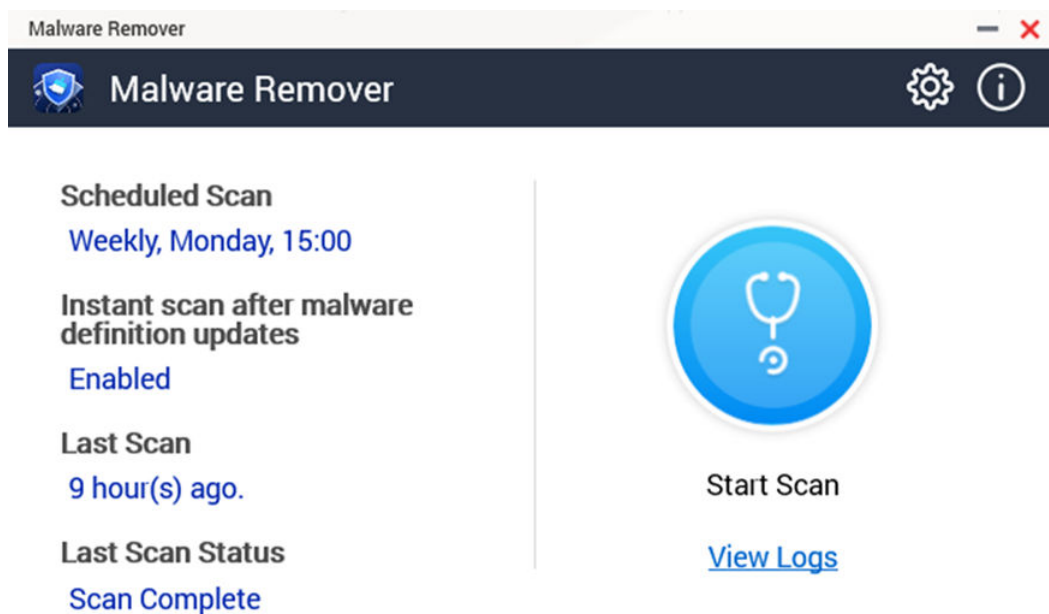 Malware Remover
Malware Remover
Scheduled Scan
Weekly, Monday, 15:00
Instant scan after malware
definition updates
Enabled
Last Scan
9 hour(s) ago.
Last Scan Status
Scan Complete
Start Scan
View Logs